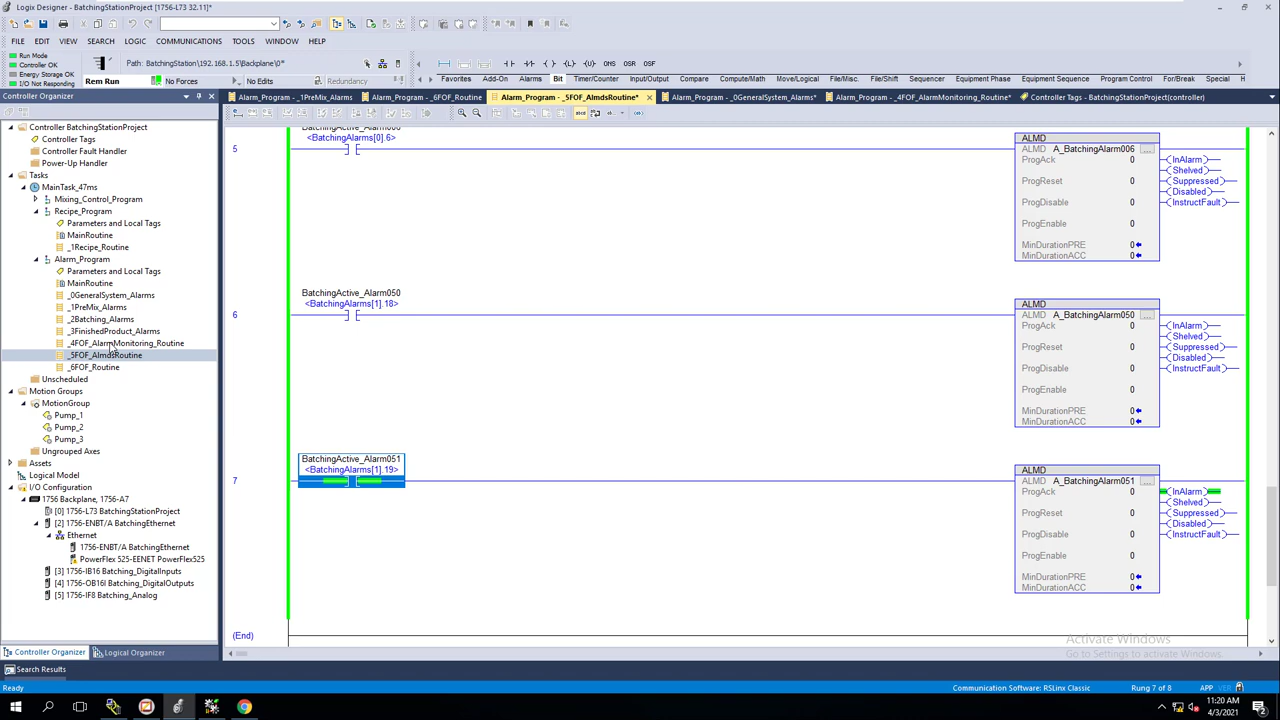 Logix Designer - BatchingStationProject [1756-L73 32.11]*
FILE EDIT VIEW SEARCH LOGIC COMMUNICATIONS TOOLS WINDOW HELP
Run Mode
Controller OK
Energy Storage OK
I/O Not Responding
Path: BatchingStation\192.168.1.5\Backplane\0*
Rem Run No Forces No Edits Redundancy
ONS OSR OSF
Favorites Add-On Alarms Bit Timer/Counter Input/Output Compare Compute/Math Move/Logical File/Misc. File/Shift Sequencer Equipment Phase Equipment Sequence Program Control For/Break Special
Controller Organizer
Alarm_Program - _1PreMix_Alarms
Alarm_Program - _6FOF_Routine
Alarm_Program - _5FOF_AlmdsRoutine*
Alarm_Program - _0GeneralSystem_Alarms*
Alarm_Program - _4FOF_AlarmMonitoring_Routine*
Controller Tags - BatchingStationProject(controller)
Controller BatchingStationProject
Controller Tags
Controller Fault Handler
Power-Up Handler
Tasks
MainTask_47ms
Mixing_Control_Program
Recipe_Program
Parameters and Local Tags
MainRoutine
_1Recipe_Routine
Alarm_Program
Parameters and Local Tags
MainRoutine
_0GeneralSystem_Alarms
_1PreMix_Alarms
_2Batching_Alarms
_3FinishedProduct_Alarms
_4FOF_AlarmMonitoring_Routine
_5FOF_AlmdsRoutine
_6FOF_Routine
Unscheduled
Motion Groups
MotionGroup
Pump_1
Pump_2
Pump_3
Ungrouped Axes
Assets
Logical Model
I/O Configuration
1756 Backplane, 1756-A7
[0] 1756-L73 BatchingStationProject
[2] 1756-ENBT/A BatchingEthernet
Ethernet
1756-ENBT/A BatchingEthernet
PowerFlex 525-EENET PowerFlex525
[3] 1756-IB16 Batching_DigitalInputs
[4] 1756-OB16I Batching_DigitalOutputs
[5] 1756-IF8 Batching_Analog
Controller Organizer Logical Organizer
BatchingActive_Alarm006
<BatchingAlarms[0].6>
5
ALMD
ALMD A_BatchingAlarm006 ...
ProgAck 0
ProgReset 0
ProgDisable 0
ProgEnable 0
MinDurationPRE 0
MinDurationACC 0
InAlarm
Shelved
Suppressed
Disabled
InstructFault
BatchingActive_Alarm050
<BatchingAlarms[1].18>
6
ALMD
ALMD A_BatchingAlarm050 ...
ProgAck 0
ProgReset 0
ProgDisable 0
ProgEnable 0
MinDurationPRE 0
MinDurationACC 0
InAlarm
Shelved
Suppressed
Disabled
InstructFault
BatchingActive_Alarm051
<BatchingAlarms[1].19>
7
ALMD
ALMD A_BatchingAlarm051 ...
ProgAck 0
ProgReset 0
ProgDisable 0
ProgEnable 0
MinDurationPRE 0
MinDurationACC 0
InAlarm
Shelved
Suppressed
Disabled
InstructFault
(End)
Activate Windows
Go to Settings to activate Windows.
Search Results
Ready
Communication Software: RSLinx Classic
Rung 7 of 8
APP VER
11:20 AM
4/3/2021
2